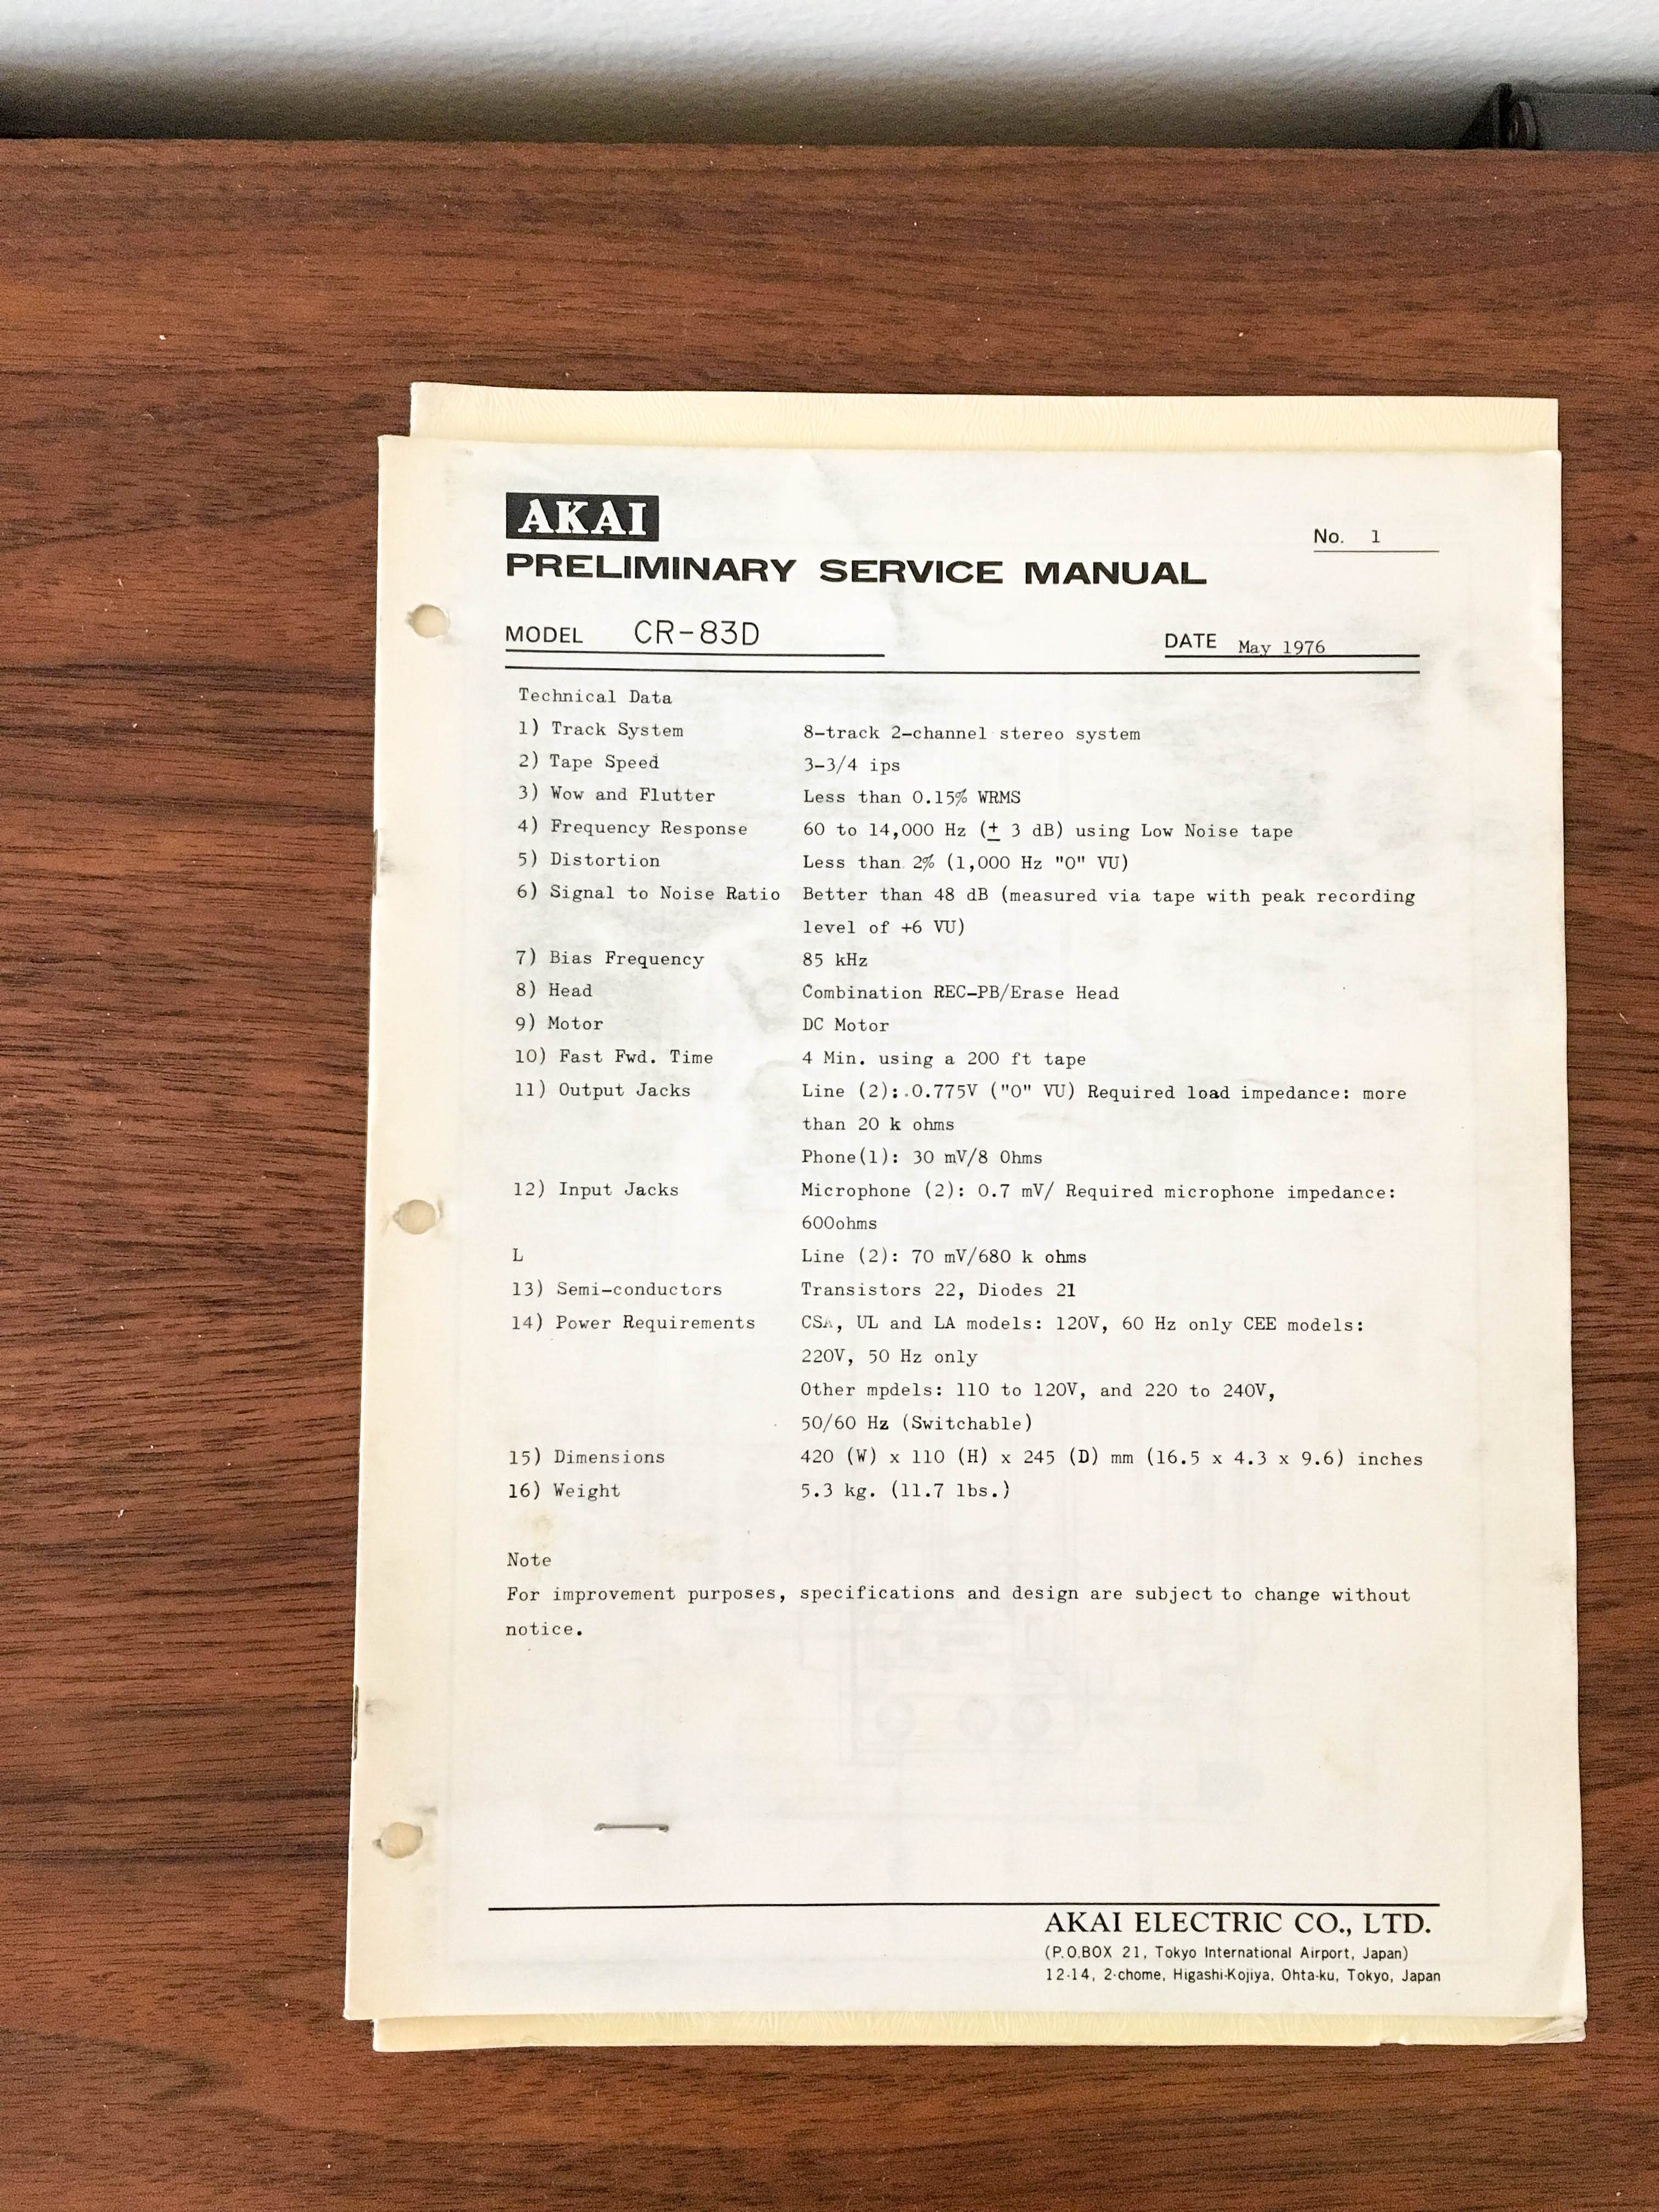 AKAI
No. 1
PRELIMINARY SERVICE MANUAL
MODEL CR-83D
DATE May 1976
Technical Data
1) Track System 8-track 2-channel stereo system
2) Tape Speed 3-3/4 ips
3) Wow and Flutter Less than 0.15% WRMS
4) Frequency Response 60 to 14,000 Hz (± 3 dB) using Low Noise tape
5) Distortion Less than 2% (1,000 Hz "0" VU)
6) Signal to Noise Ratio Better than 48 dB (measured via tape with peak recording
level of +6 VU)
7) Bias Frequency 85 kHz
8) Head Combination REC-PB/Erase Head
9) Motor DC Motor
10) Fast Fwd. Time 4 Min. using a 200 ft tape
11) Output Jacks Line (2): 0.775V ("0" VU) Required load impedance: more
than 20 k ohms
Phone(1): 30 mV/8 Ohms
12) Input Jacks Microphone (2): 0.7 mV/ Required microphone impedance:
600ohms
L Line (2): 70 mV/680 k ohms
13) Semi-conductors Transistors 22, Diodes 21
14) Power Requirements CSA, UL and LA models: 120V, 60 Hz only CEE models:
220V, 50 Hz only
Other mpdels: 110 to 120V, and 220 to 240V,
50/60 Hz (Switchable)
15) Dimensions 420 (W) x 110 (H) x 245 (D) mm (16.5 x 4.3 x 9.6) inches
16) Weight 5.3 kg. (11.7 lbs.)
Note
For improvement purposes, specifications and design are subject to change without
notice.
AKAI ELECTRIC CO., LTD.
(P.O.BOX 21, Tokyo International Airport, Japan)
12-14, 2-chome, Higashi-Kojiya, Ohta-ku, Tokyo, Japan